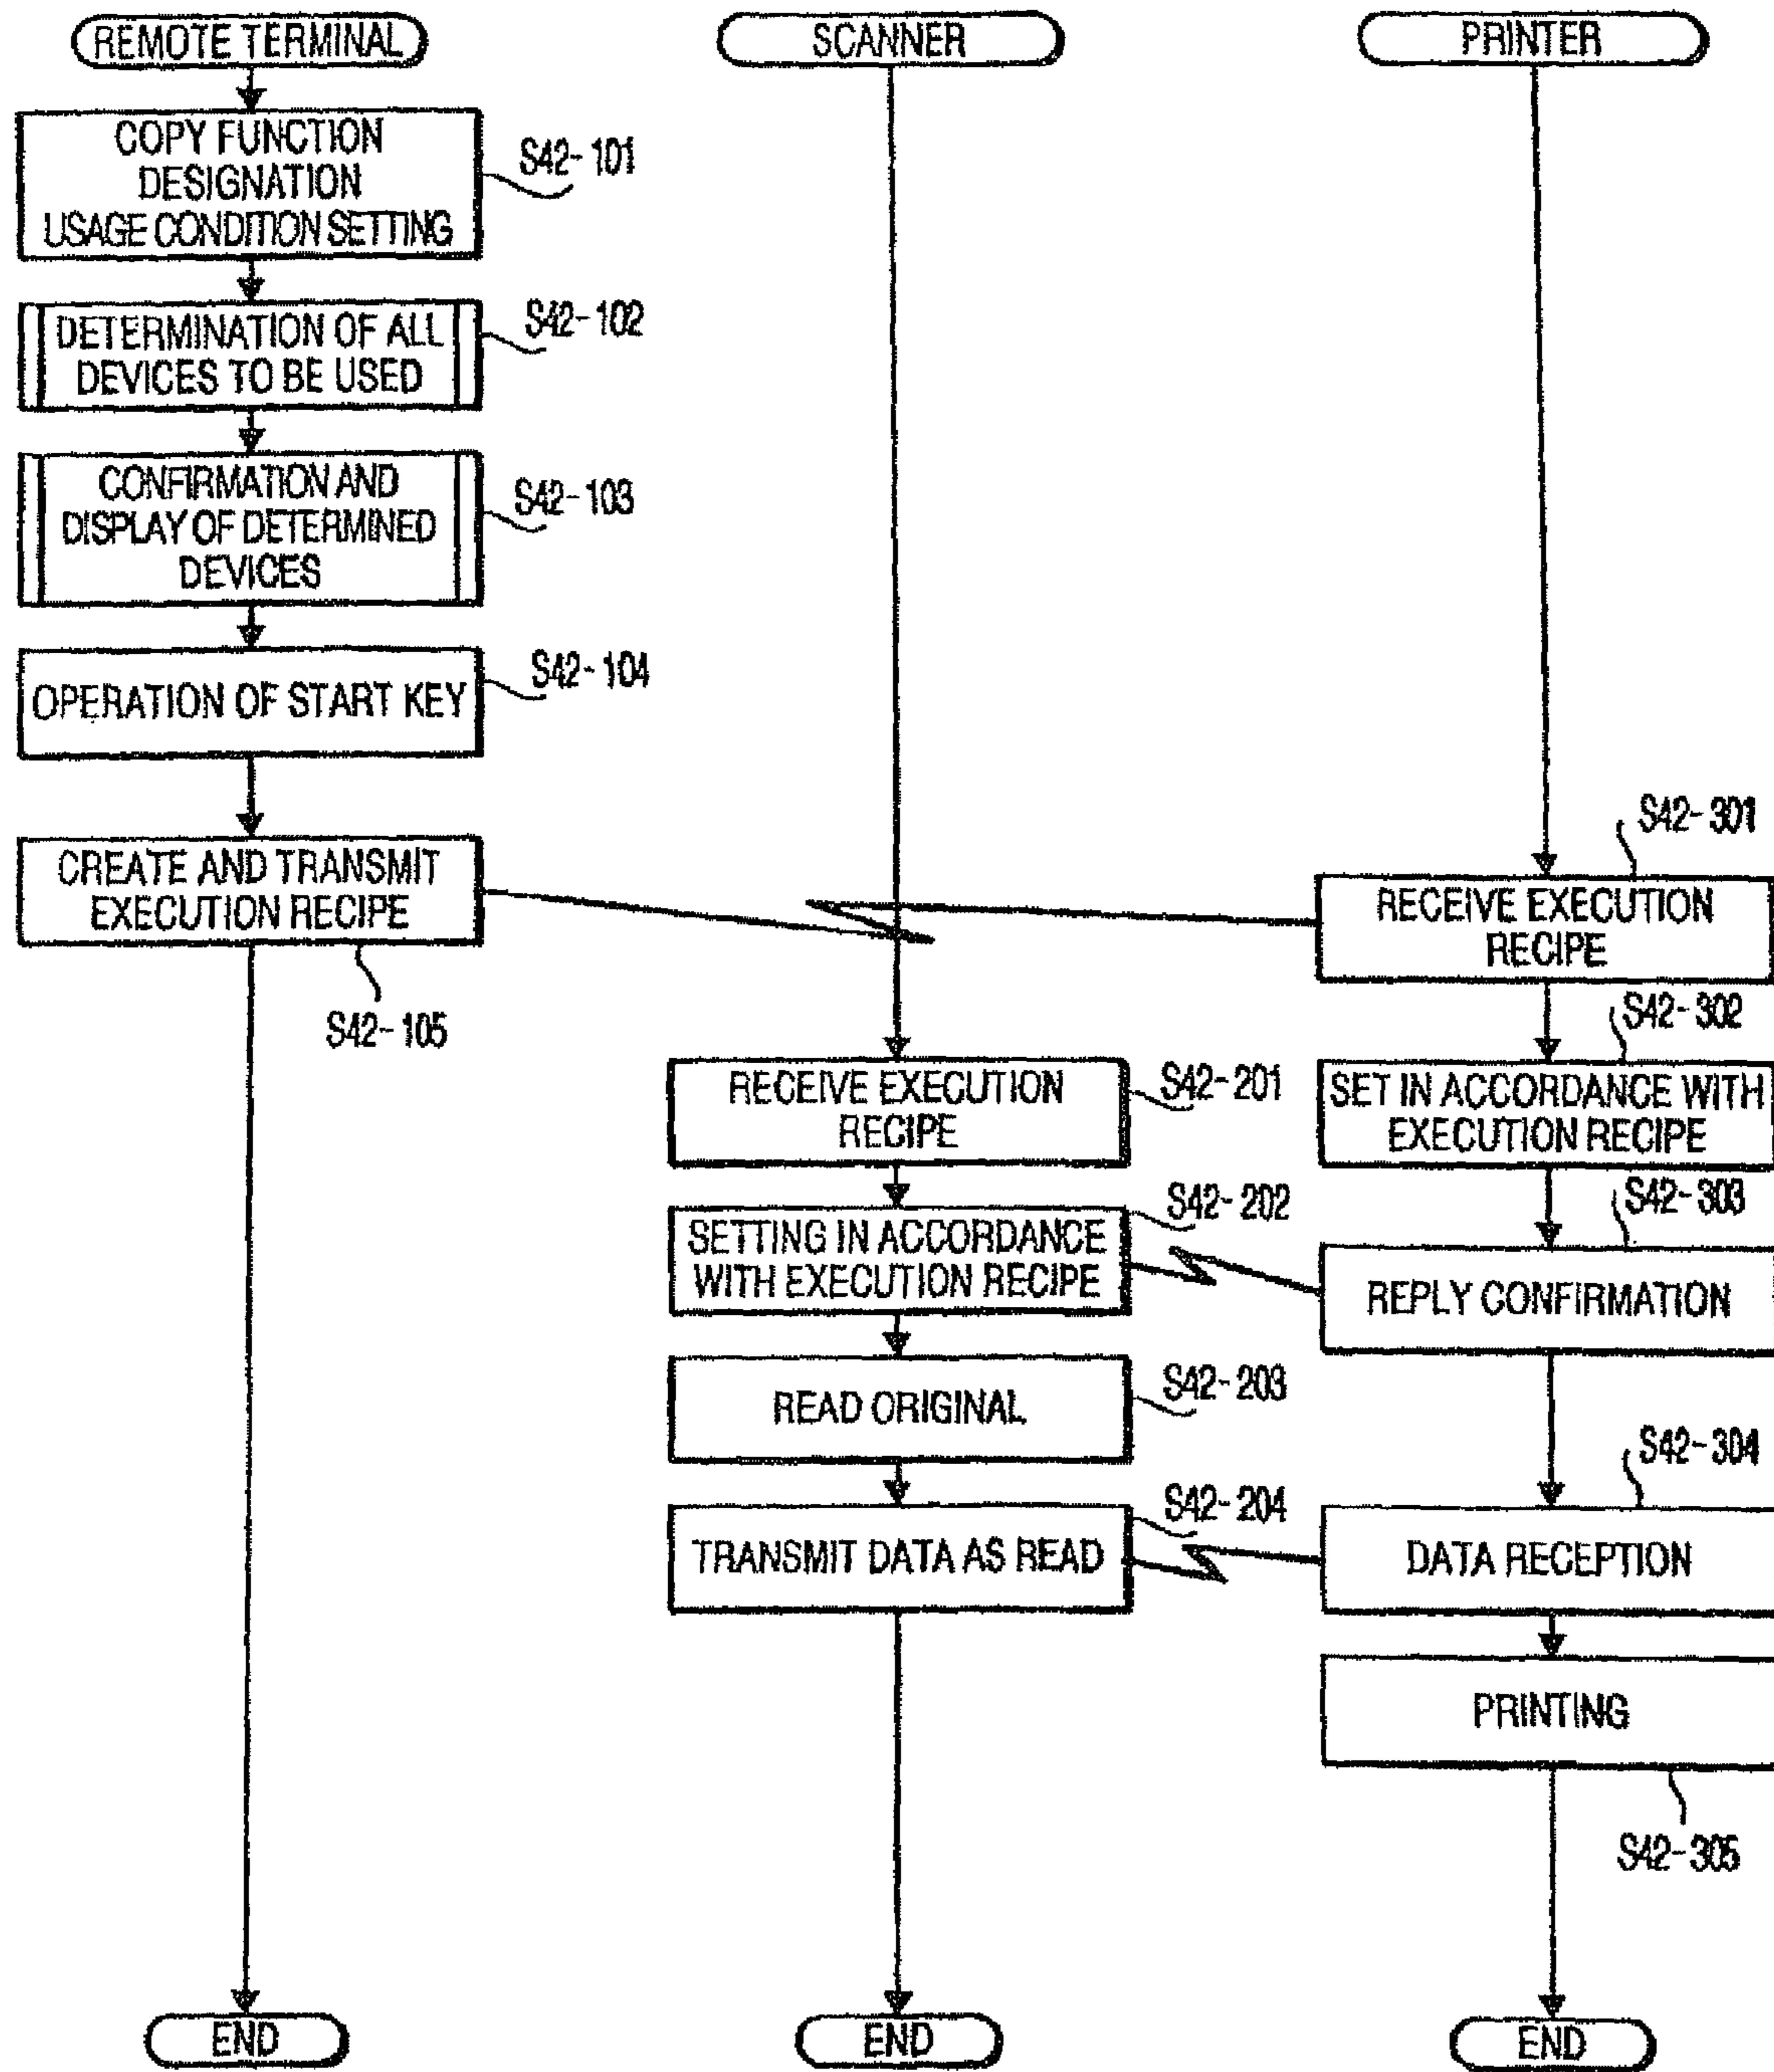 REMOTE TERMINAL
COPY FUNCTION
DESIGNATION
USAGE CONDITION SETTING
S42-101
DETERMINATION OF ALL
DEVICES TO BE USED
S42-102
CONFIRMATION AND
DISPLAY OF DETERMINED
DEVICES
S42-103
OPERATION OF START KEY
S42-104
CREATE AND TRANSMIT
EXECUTION RECIPE
S42-105
END
SCANNER
RECEIVE EXECUTION
RECIPE
S42-201
SETTING IN ACCORDANCE
WITH EXECUTION RECIPE
S42-202
READ ORIGINAL
S42-203
TRANSMIT DATA AS READ
S42-204
END
PRINTER
S42-301
RECEIVE EXECUTION
RECIPE
S42-302
SET IN ACCORDANCE WITH
EXECUTION RECIPE
S42-303
REPLY CONFIRMATION
S42-304
DATA RECEPTION
PRINTING
S42-305
END